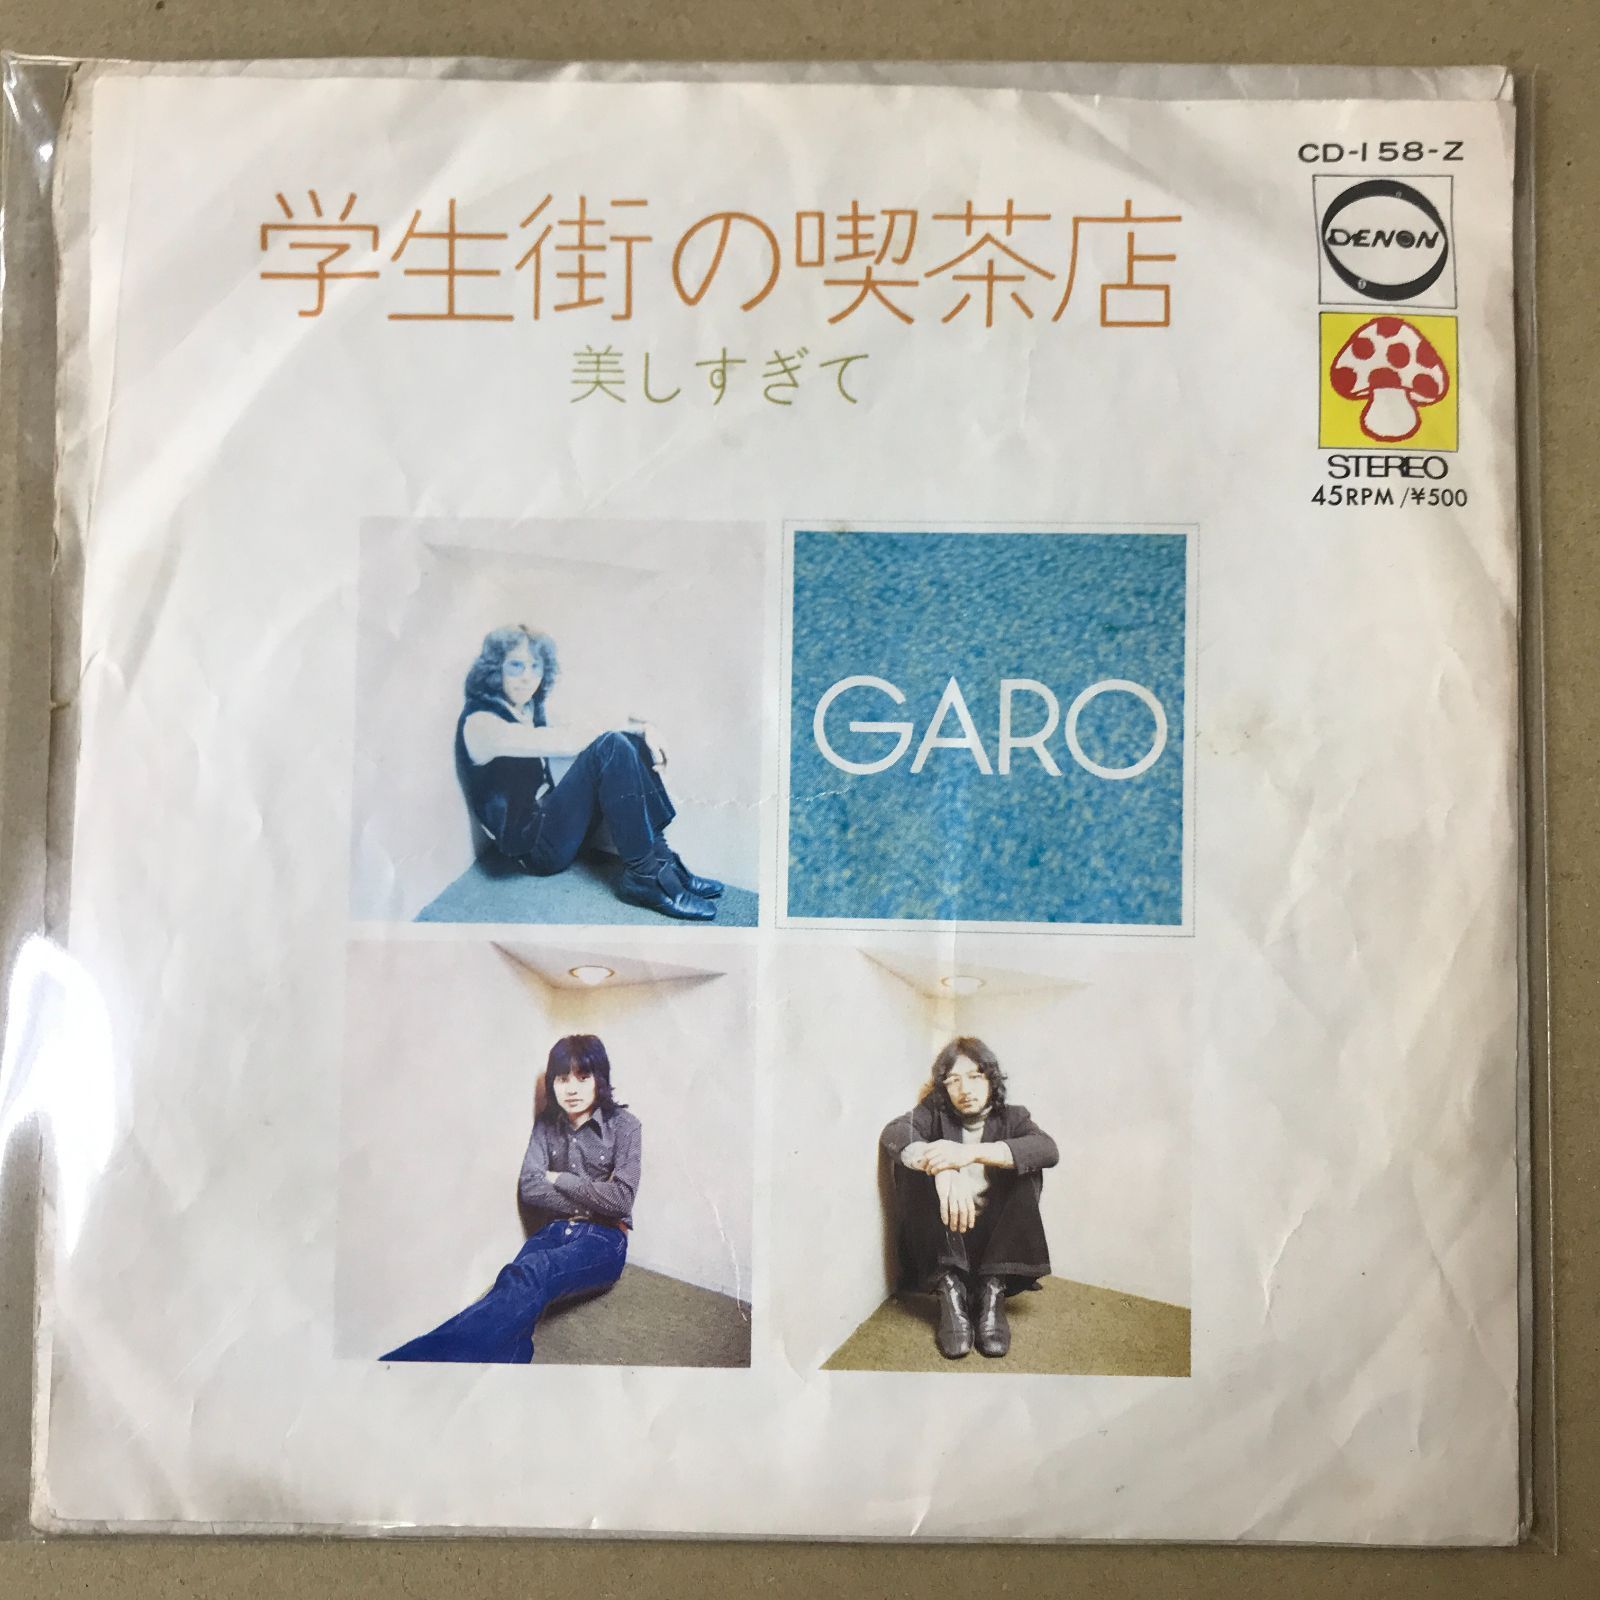 CD-158-Z
学生街の喫茶店
DENON
美しすぎて
STEREO
45RPM/¥500
GARO